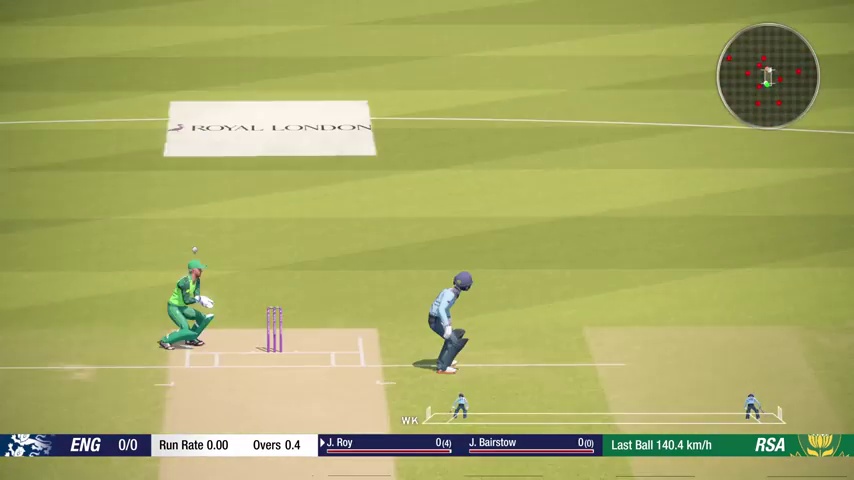 ROYAL LONDON
WK
ENG 0/0 Run Rate 0.00 Overs 0.4 J. Roy 0(4) J. Bairstow 0(0) Last Ball 140.4 km/h RSA